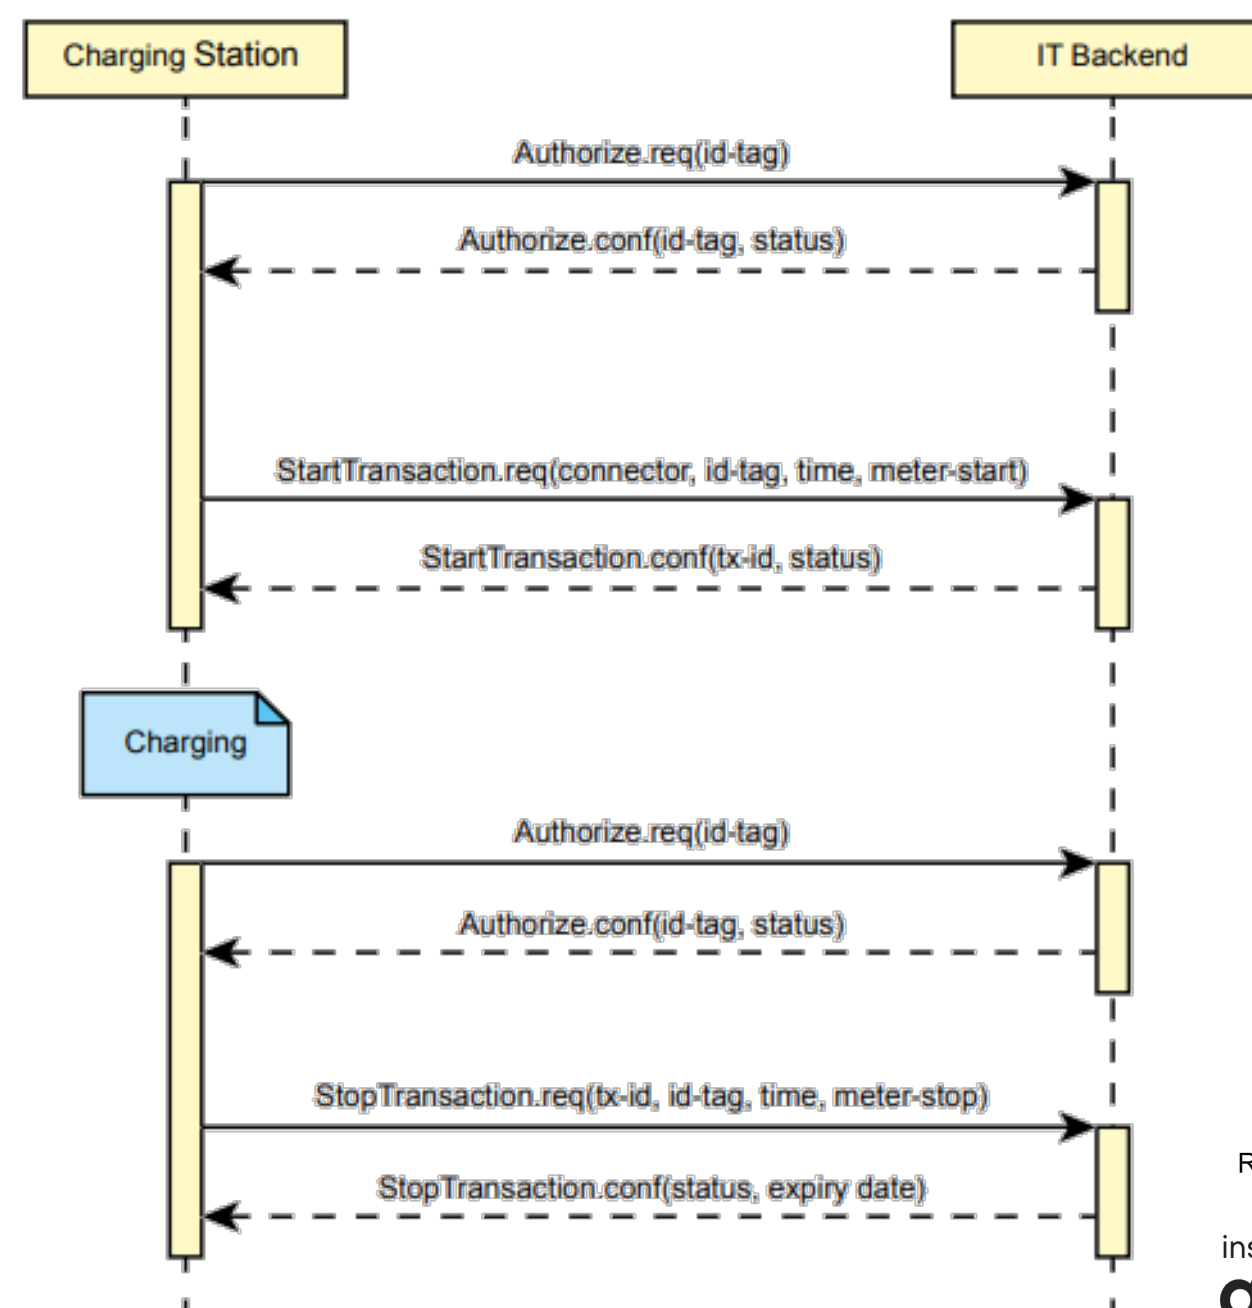 Charging Station
IT Backend
Authorize.req(id-tag)
Authorize.conf(id-tag, status)
StartTransaction.req(connector, id-tag, time, meter-start)
StartTransaction.conf(tx-id, status)
Charging
Authorize.req(id-tag)
Authorize.conf(id-tag, status)
StopTransaction.req(tx-id, id-tag, time, meter-stop)
StopTransaction.conf(status, expiry date)